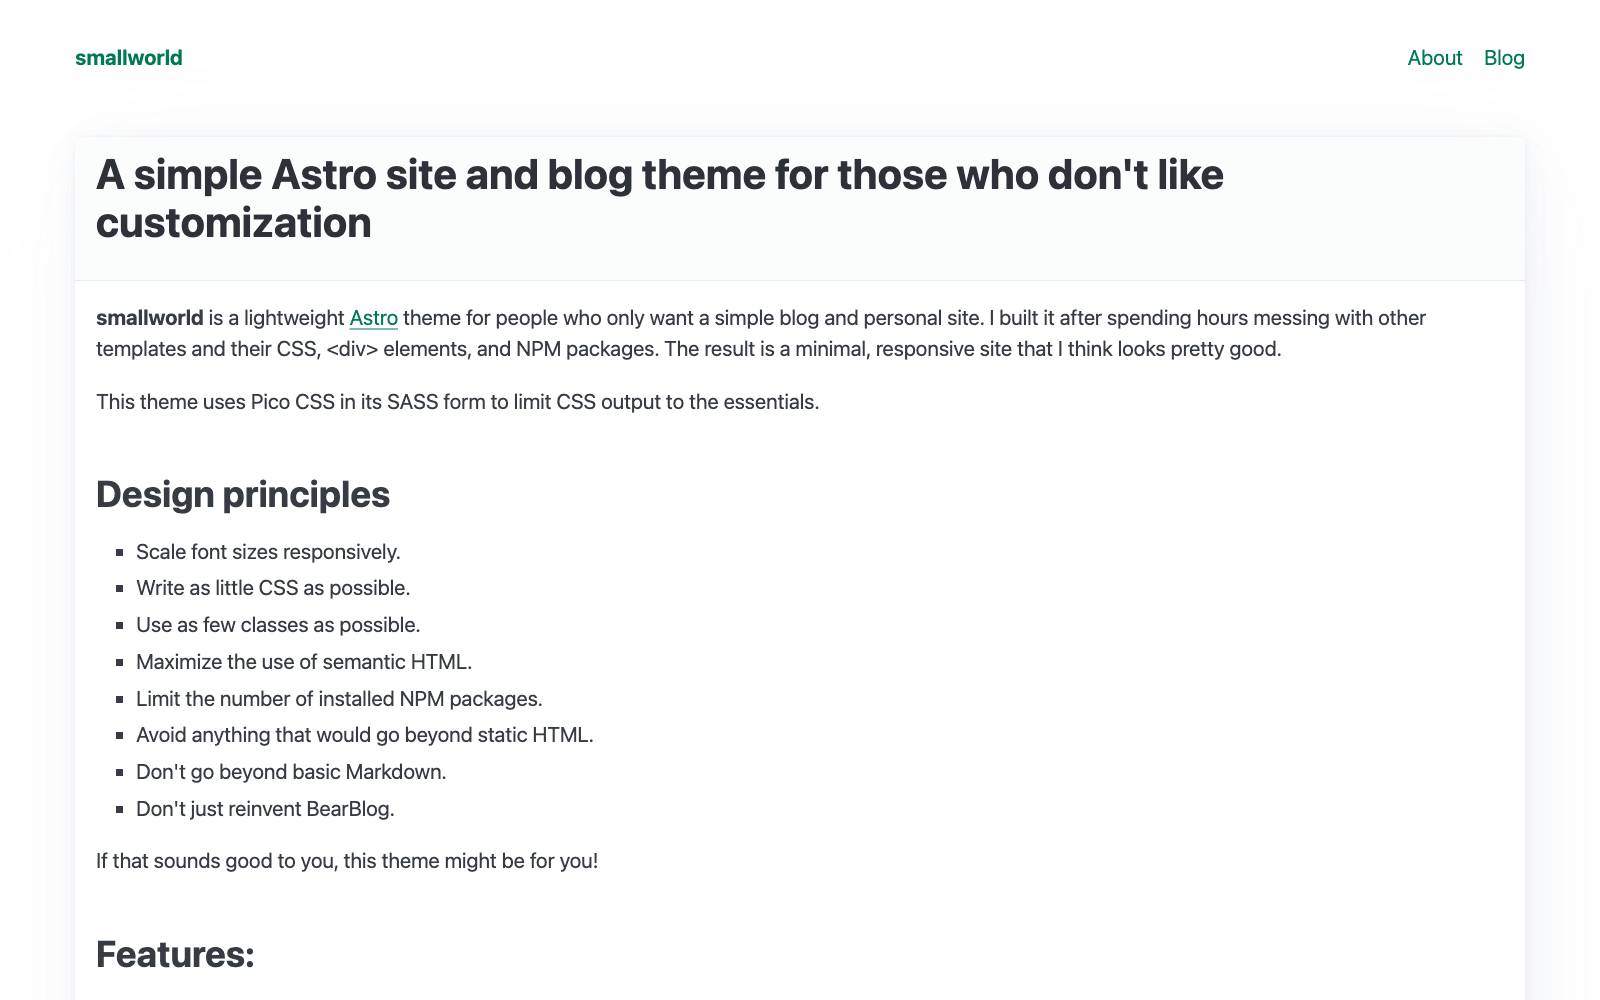 smallworld
About Blog
A simple Astro site and blog theme for those who don't like
customization
smallworld is a lightweight Astro theme for people who only want a simple blog and personal site. I built it after spending hours messing with other
templates and their CSS, <div> elements, and NPM packages. The result is a minimal, responsive site that I think looks pretty good.
This theme uses Pico CSS in its SASS form to limit CSS output to the essentials.
Design principles
▪ Scale font sizes responsively.
▪ Write as little CSS as possible.
▪ Use as few classes as possible.
▪ Maximize the use of semantic HTML.
▪ Limit the number of installed NPM packages.
▪ Avoid anything that would go beyond static HTML.
▪ Don't go beyond basic Markdown.
▪ Don't just reinvent BearBlog.
If that sounds good to you, this theme might be for you!
Features: